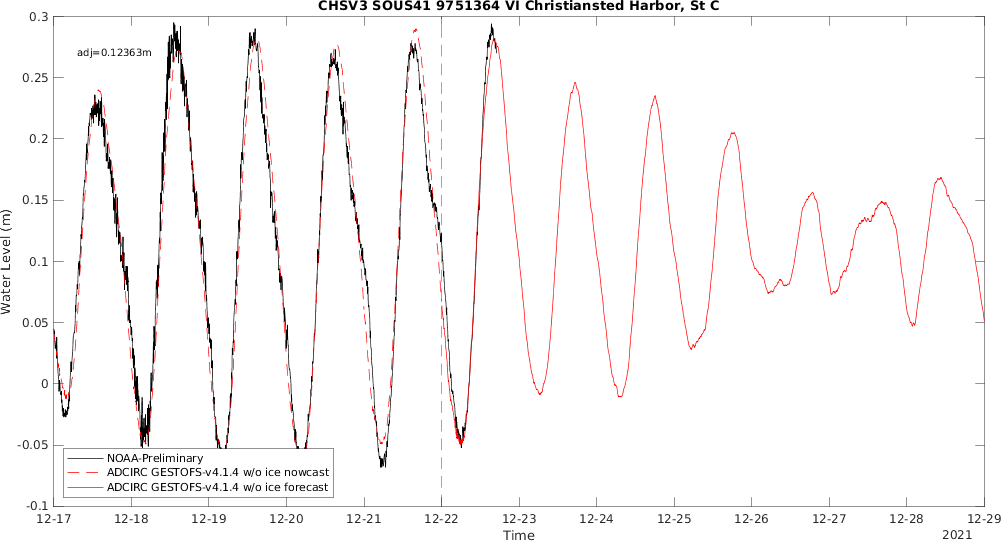 CHSV3 SOUS41 9751364 VI Christiansted Harbor, St C
adj=0.12363m
0.3
0.25
0.2
0.15
0.1
0.05
0
-0.05
-0.1
Water Level (m)
NOAA-Preliminary
ADCIRC GESTOFS-v4.1.4 w/o ice nowcast
ADCIRC GESTOFS-v4.1.4 w/o ice forecast
12-17 12-18 12-19 12-20 12-21 12-22 12-23 12-24 12-25 12-26 12-27 12-28 12-29
Time
2021